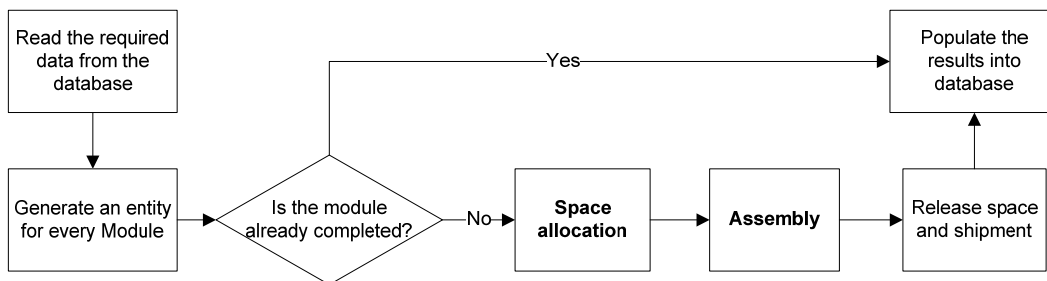 Read the required
data from the
database
Populate the
results into
database
Yes
Generate an entity
for every Module
Is the module
already completed?
No
Space
allocation
Assembly
Release space
and shipment